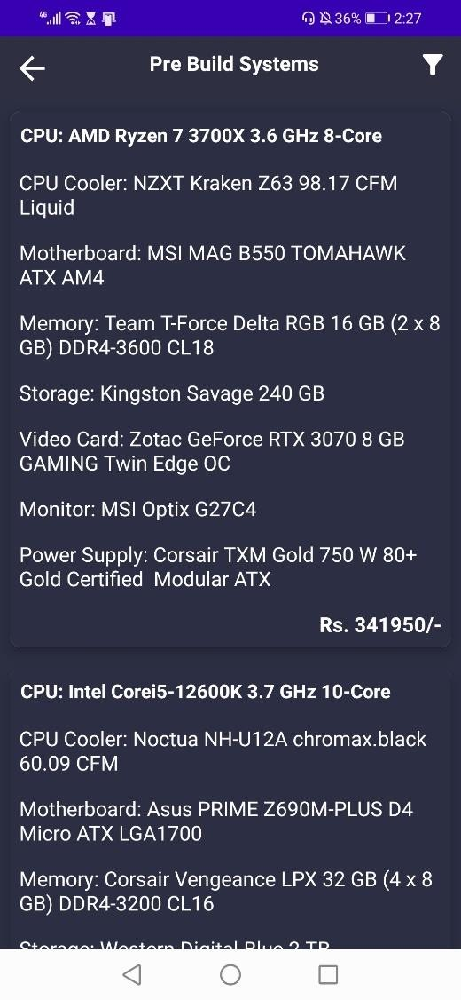 4G 36% 2:27
Pre Build Systems
CPU: AMD Ryzen 7 3700X 3.6 GHz 8-Core
CPU Cooler: NZXT Kraken Z63 98.17 CFM
Liquid
Motherboard: MSI MAG B550 TOMAHAWK
ATX AM4
Memory: Team T-Force Delta RGB 16 GB (2 x 8
GB) DDR4-3600 CL18
Storage: Kingston Savage 240 GB
Video Card: Zotac GeForce RTX 3070 8 GB
GAMING Twin Edge OC
Monitor: MSI Optix G27C4
Power Supply: Corsair TXM Gold 750 W 80+
Gold Certified  Modular ATX
Rs. 341950/-
CPU: Intel Corei5-12600K 3.7 GHz 10-Core
CPU Cooler: Noctua NH-U12A chromax.black
60.09 CFM
Motherboard: Asus PRIME Z690M-PLUS D4
Micro ATX LGA1700
Memory: Corsair Vengeance LPX 32 GB (4 x 8
GB) DDR4-3200 CL16
Storage: Western Digital Blue 2 TB